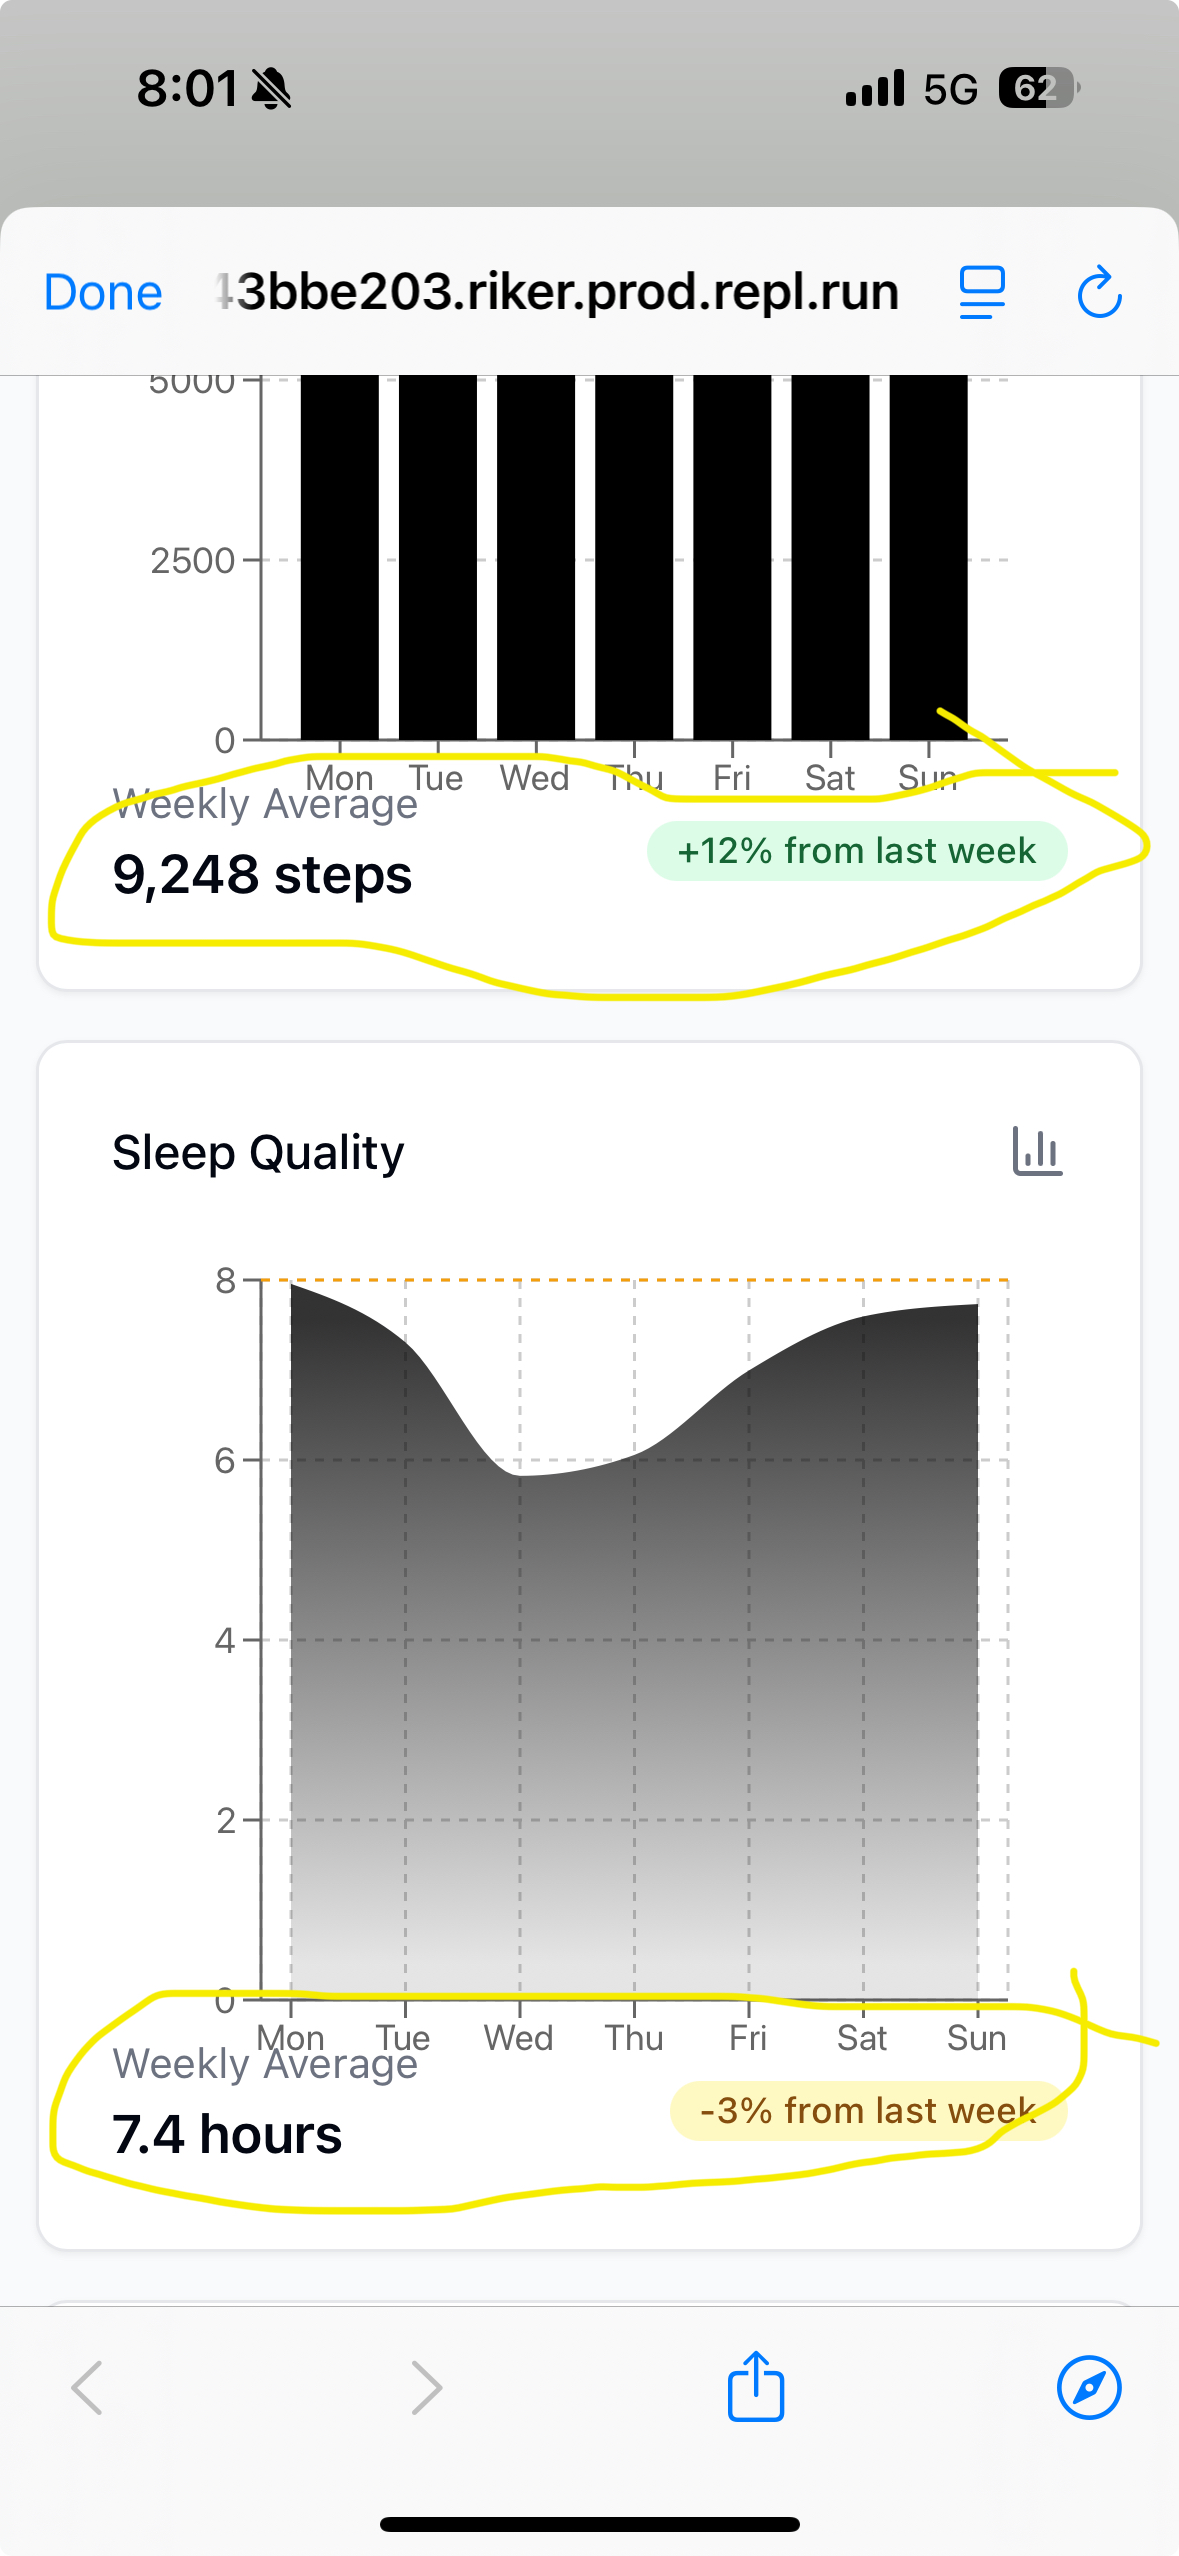 8:01 5G 62
Done 43bbe203.riker.prod.repl.run
5000
2500
0
Mon Tue Wed Thu Fri Sat Sun
Weekly Average
9,248 steps
+12% from last week
Sleep Quality
8
6
4
2
0
Mon Tue Wed Thu Fri Sat Sun
Weekly Average
7.4 hours
-3% from last week